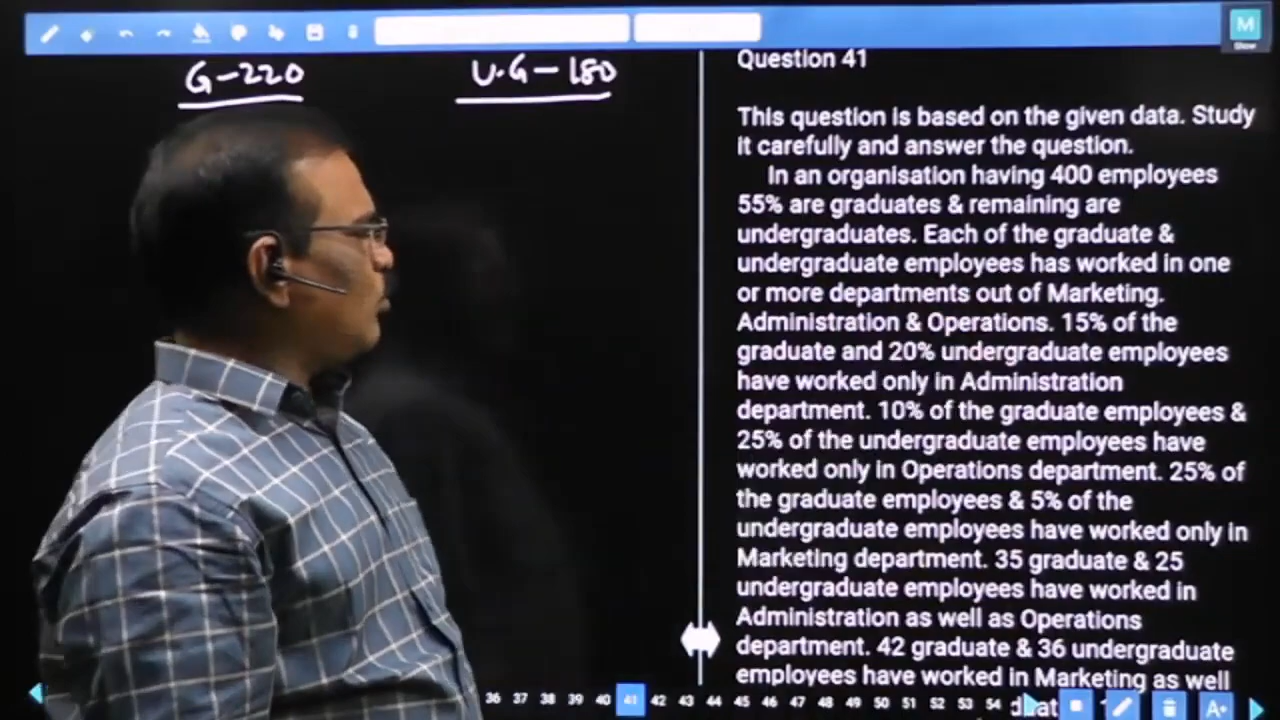 M
Slow
G-220
U.G-180
Question 41
This question is based on the given data. Study
it carefully and answer the question.
In an organisation having 400 employees
55% are graduates & remaining are
undergraduates. Each of the graduate &
undergraduate employees has worked in one
or more departments out of Marketing.
Administration & Operations. 15% of the
graduate and 20% undergraduate employees
have worked only in Administration
department. 10% of the graduate employees &
25% of the undergraduate employees have
worked only in Operations department. 25% of
the graduate employees & 5% of the
undergraduate employees have worked only in
Marketing department. 35 graduate & 25
undergraduate employees have worked in
Administration as well as Operations
department. 42 graduate & 36 undergraduate
employees have worked in Marketing as well
36 37 38 39 40 41 42 43 44 45 46 47 48 49 50 51 52 53 54
A+